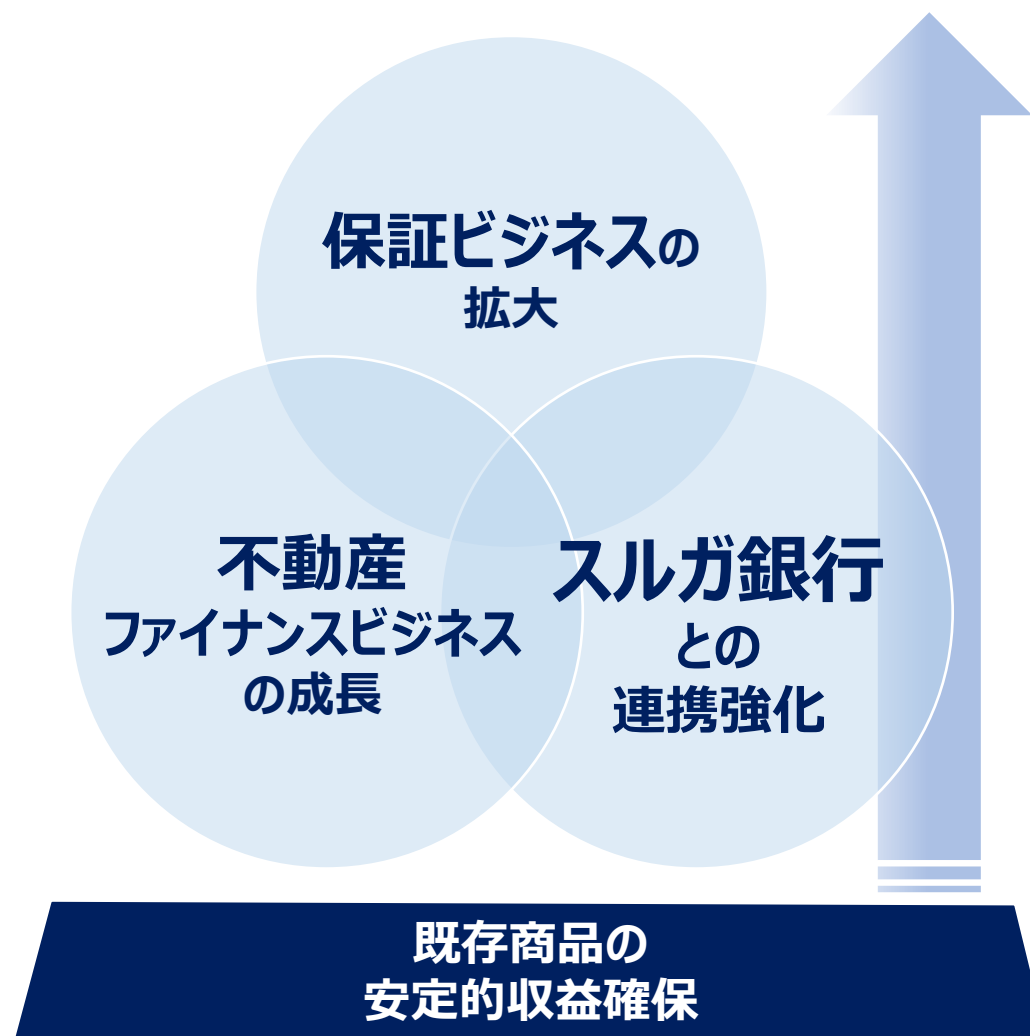 保証ビジネスの
拡大
不動産
ファイナンスビジネス
の成長
スルガ銀行
との
連携強化
既存商品の
安定的収益確保